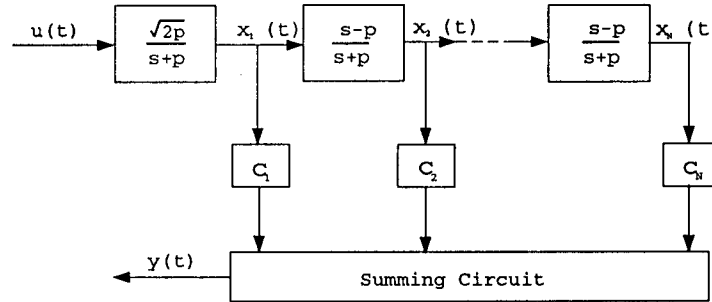 u(t)
√2p
s+p
x₁(t)
s-p
s+p
x₂(t)
s-p
s+p
x_N(t
C₁
C₂
C_N
y(t)
Summing Circuit